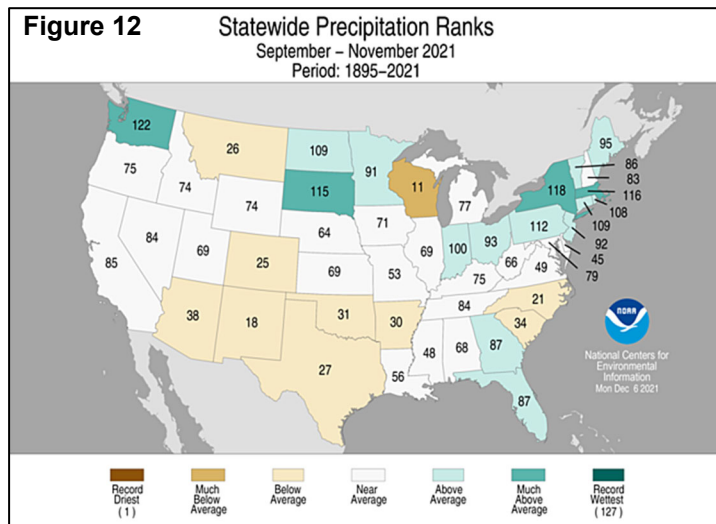 Figure 12
Statewide Precipitation Ranks
September – November 2021
Period: 1895-2021
122
26
109
91
95
75
74
115
11
77
118
86
83
116
108
109
92
45
79
74
64
71
112
84
69
100
93
85
69
25
69
53
75
66
49
38
18
31
30
84
21
34
27
56
48
68
87
87
NOAA
National Centers for
Environmental
Information
Mon Dec 6 2021
Record
Driest
( 1 )
Much
Below
Average
Below
Average
Near
Average
Above
Average
Much
Above
Average
Record
Wettest
(127)